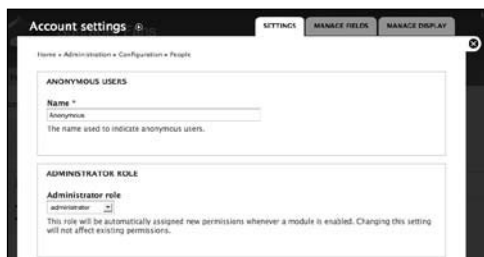 Account settings
SETTINGS MANAGE FIELDS MANAGE DISPLAY
Home » Administration » Configuration » People
ANONYMOUS USERS
Name *
Anonymous
The name used to indicate anonymous users.
ADMINISTRATOR ROLE
Administrator role
administrator
This role will be automatically assigned new permissions whenever a module is enabled. Changing this setting
will not affect existing permissions.